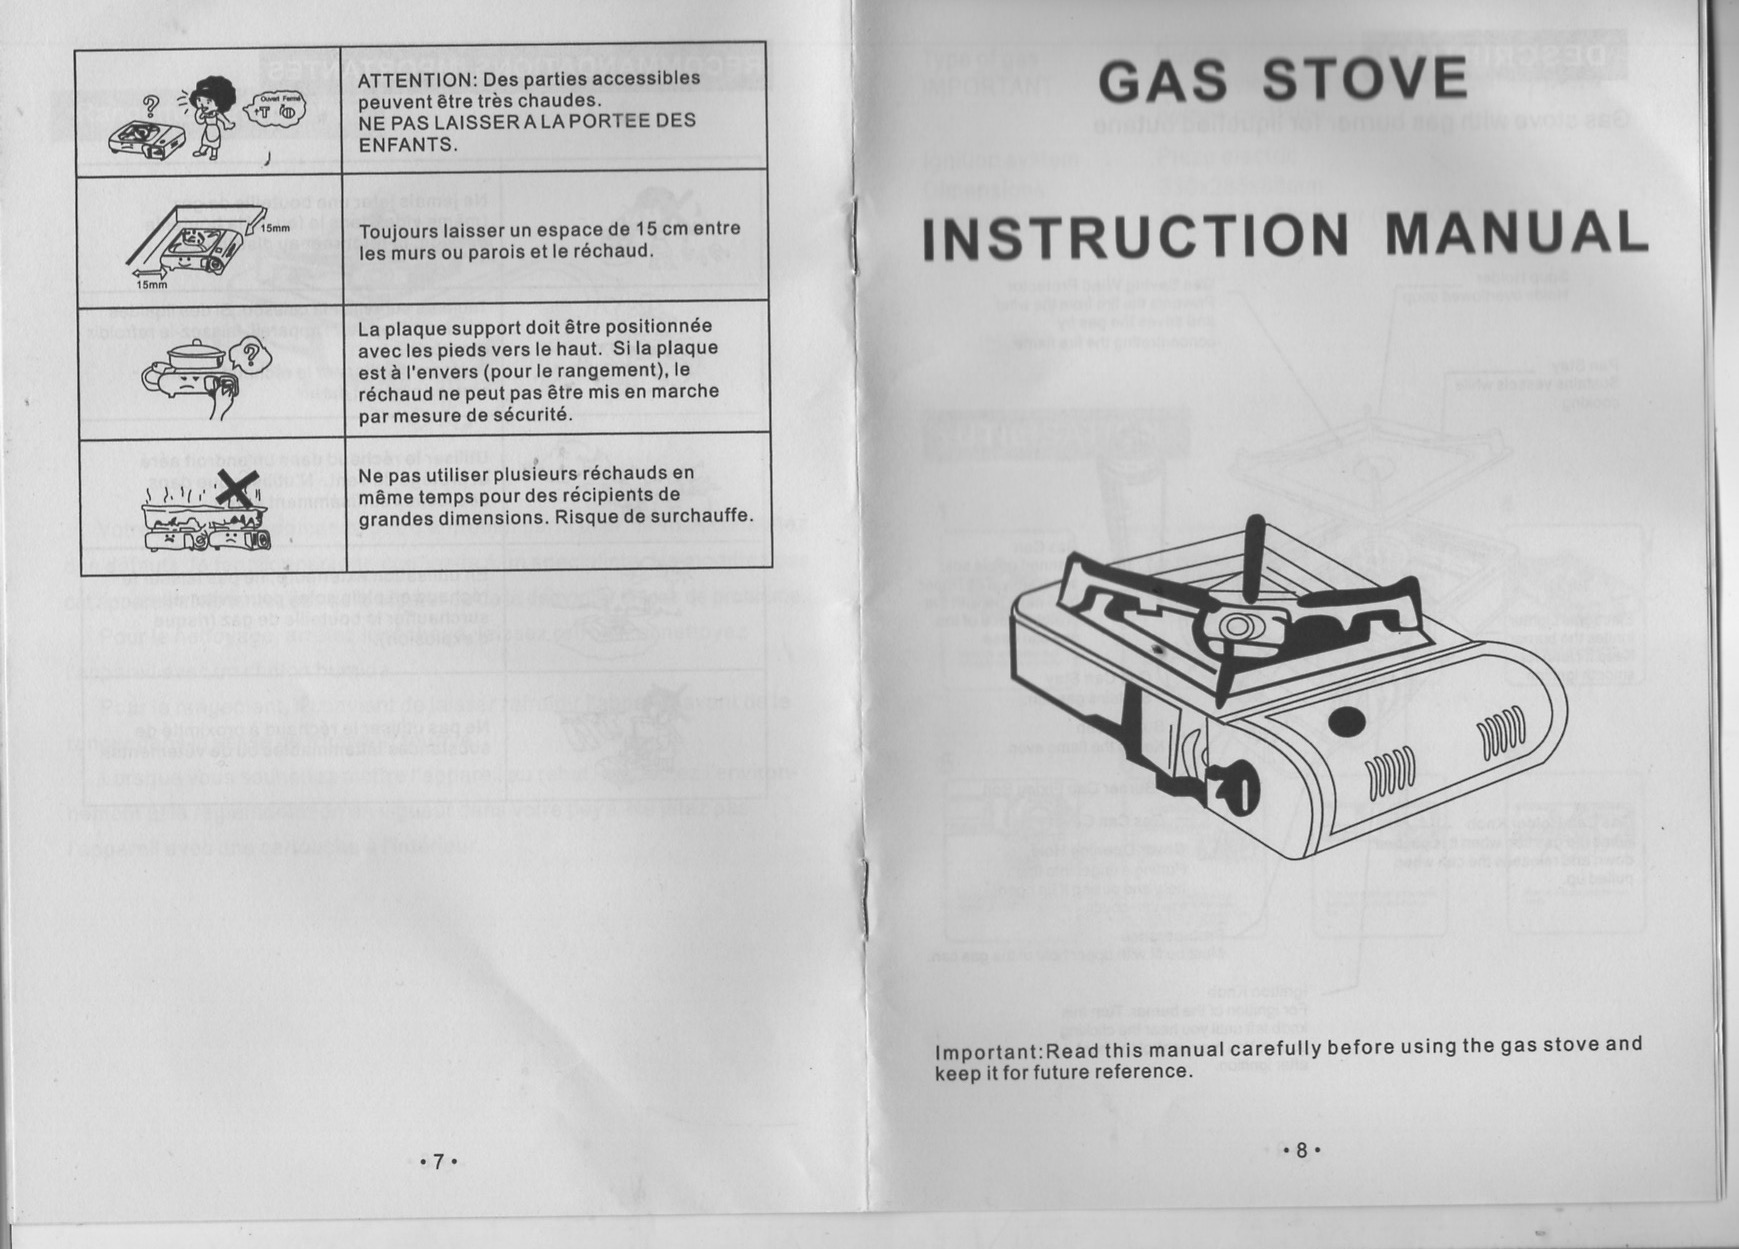 Ouvert Fermé
ATTENTION: Des parties accessibles
peuvent être très chaudes.
NE PAS LAISSER A LA PORTEE DES
ENFANTS.
15mm
15mm
Toujours laisser un espace de 15 cm entre
les murs ou parois et le réchaud.
La plaque support doit être positionnée
avec les pieds vers le haut. Si la plaque
est à l'envers (pour le rangement), le
réchaud ne peut pas être mis en marche
par mesure de sécurité.
Ne pas utiliser plusieurs réchauds en
même temps pour des récipients de
grandes dimensions. Risque de surchauffe.
• 7 •
GAS STOVE
INSTRUCTION MANUAL
Important:Read this manual carefully before using the gas stove and
keep it for future reference.
• 8 •